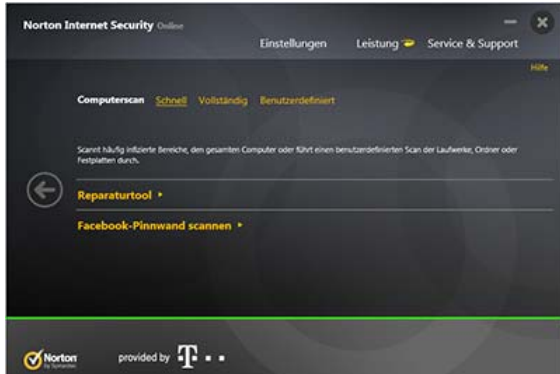 Norton Internet Security Online
Einstellungen Leistung Service & Support
Hilfe
Computerscan Schnell Vollständig Benutzerdefiniert
Scannt häufig infizierte Bereiche, den gesamten Computer oder führt einen benutzerdefinierten Scan der Laufwerke, Ordner oder
Festplatten durch.
Reparaturtool
Facebook-Pinnwand scannen
Norton
by Symantec
provided by T